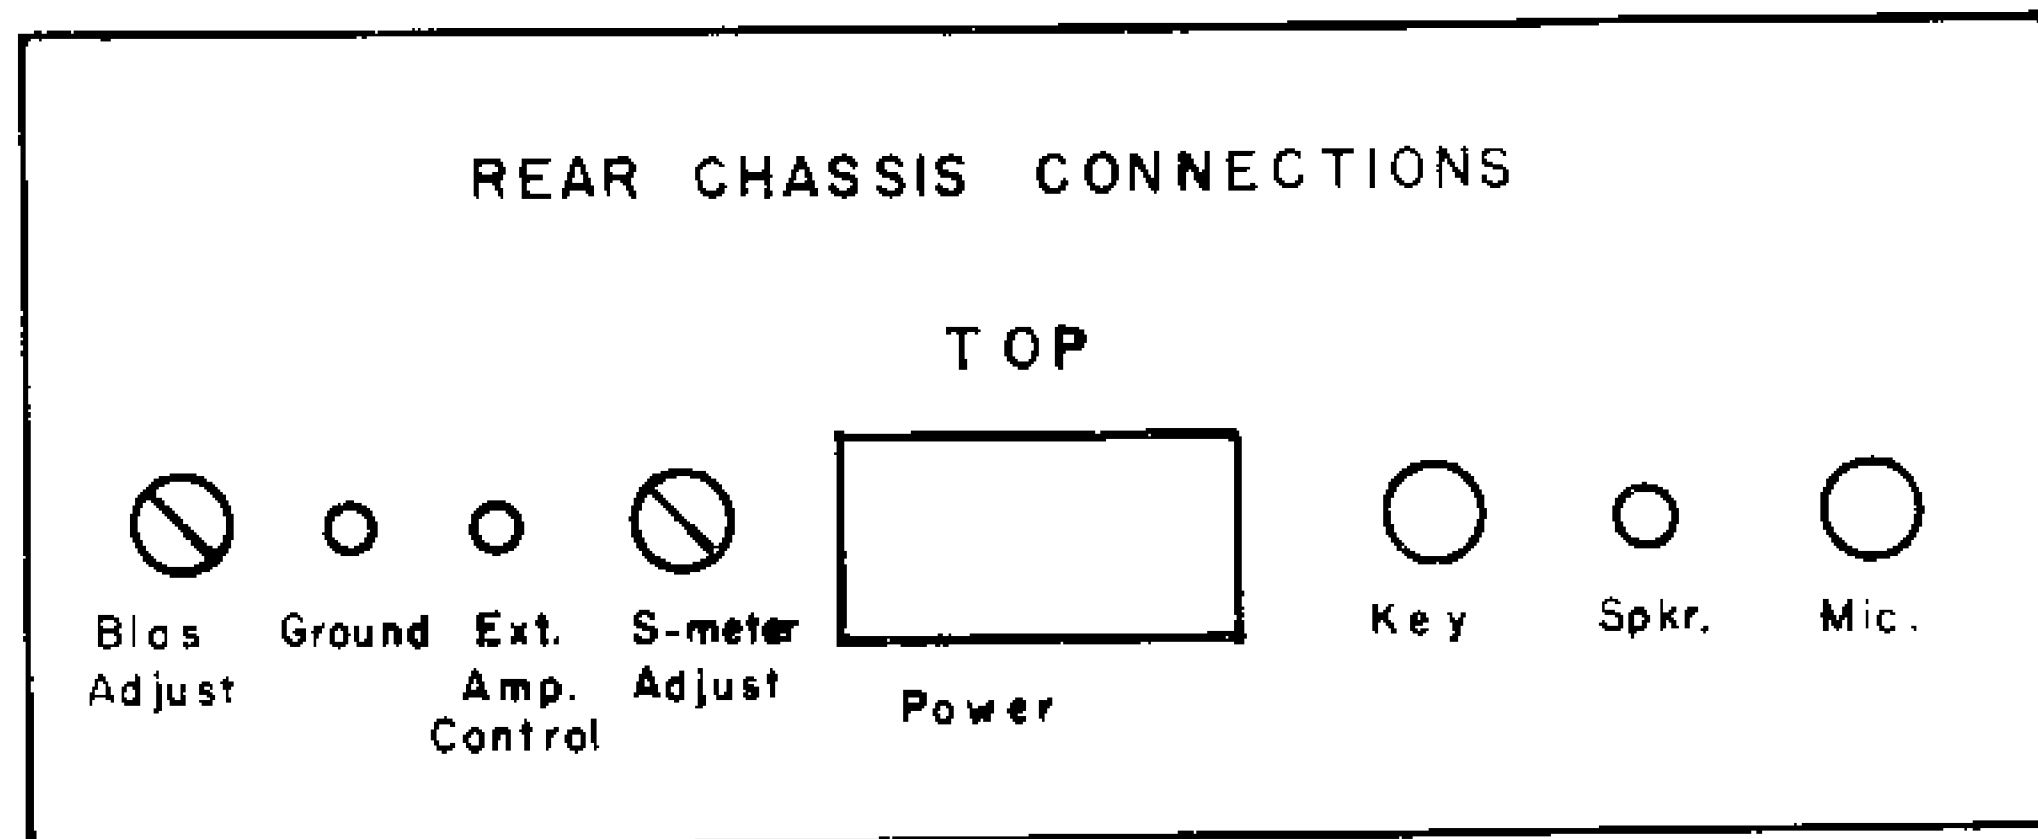 REAR CHASSIS CONNECTIONS
TOP
Bias Adjust
Ground
Ext. Amp. Control
S-meter Adjust
Power
Key
Spkr.
Mic.